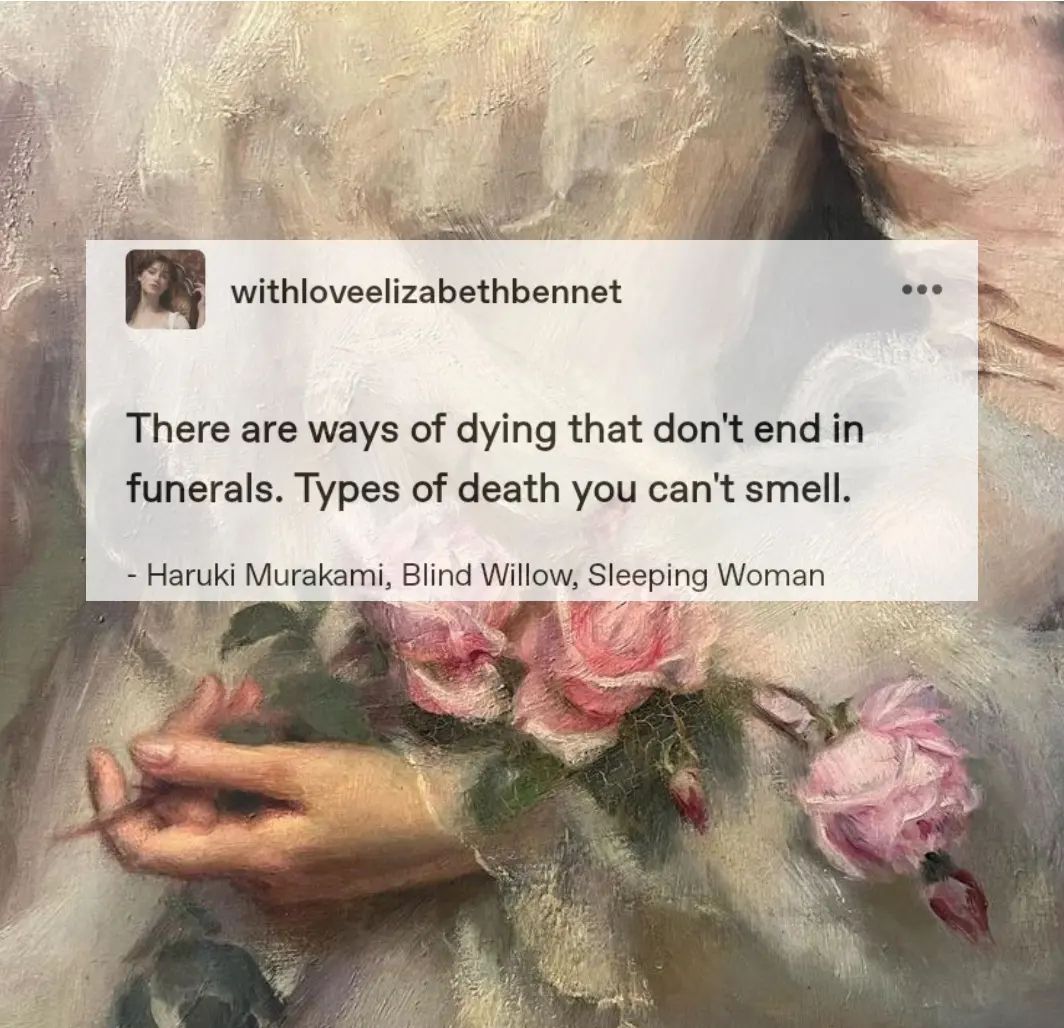 withloveelizabethbennet
There are ways of dying that don't end in
funerals. Types of death you can't smell.
- Haruki Murakami, Blind Willow, Sleeping Woman